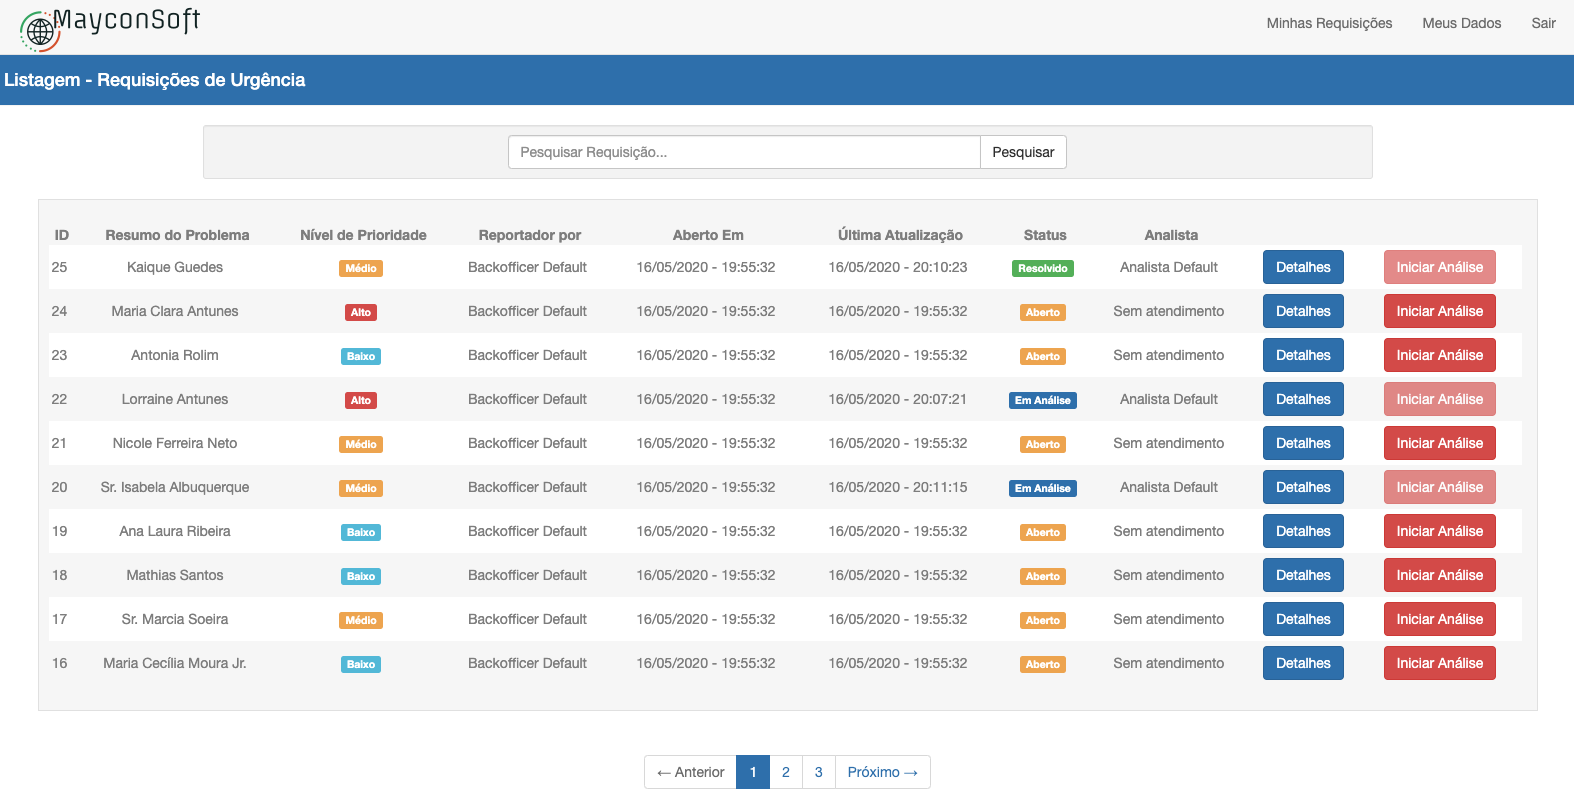 MayconSoft Minhas Requisições Meus Dados Sair
Listagem - Requisições de Urgência
Pesquisar Requisição... Pesquisar
ID Resumo do Problema Nível de Prioridade Reportador por Aberto Em Última Atualização Status Analista
25 Kaique Guedes Médio Backofficer Default 16/05/2020 - 19:55:32 16/05/2020 - 20:10:23 Resolvido Analista Default Detalhes Iniciar Análise
24 Maria Clara Antunes Alto Backofficer Default 16/05/2020 - 19:55:32 16/05/2020 - 19:55:32 Aberto Sem atendimento Detalhes Iniciar Análise
23 Antonia Rolim Baixo Backofficer Default 16/05/2020 - 19:55:32 16/05/2020 - 19:55:32 Aberto Sem atendimento Detalhes Iniciar Análise
22 Lorraine Antunes Alto Backofficer Default 16/05/2020 - 19:55:32 16/05/2020 - 20:07:21 Em Análise Analista Default Detalhes Iniciar Análise
21 Nicole Ferreira Neto Médio Backofficer Default 16/05/2020 - 19:55:32 16/05/2020 - 19:55:32 Aberto Sem atendimento Detalhes Iniciar Análise
20 Sr. Isabela Albuquerque Médio Backofficer Default 16/05/2020 - 19:55:32 16/05/2020 - 20:11:15 Em Análise Analista Default Detalhes Iniciar Análise
19 Ana Laura Ribeira Baixo Backofficer Default 16/05/2020 - 19:55:32 16/05/2020 - 19:55:32 Aberto Sem atendimento Detalhes Iniciar Análise
18 Mathias Santos Baixo Backofficer Default 16/05/2020 - 19:55:32 16/05/2020 - 19:55:32 Aberto Sem atendimento Detalhes Iniciar Análise
17 Sr. Marcia Soeira Médio Backofficer Default 16/05/2020 - 19:55:32 16/05/2020 - 19:55:32 Aberto Sem atendimento Detalhes Iniciar Análise
16 Maria Cecília Moura Jr. Baixo Backofficer Default 16/05/2020 - 19:55:32 16/05/2020 - 19:55:32 Aberto Sem atendimento Detalhes Iniciar Análise
← Anterior 1 2 3 Próximo →